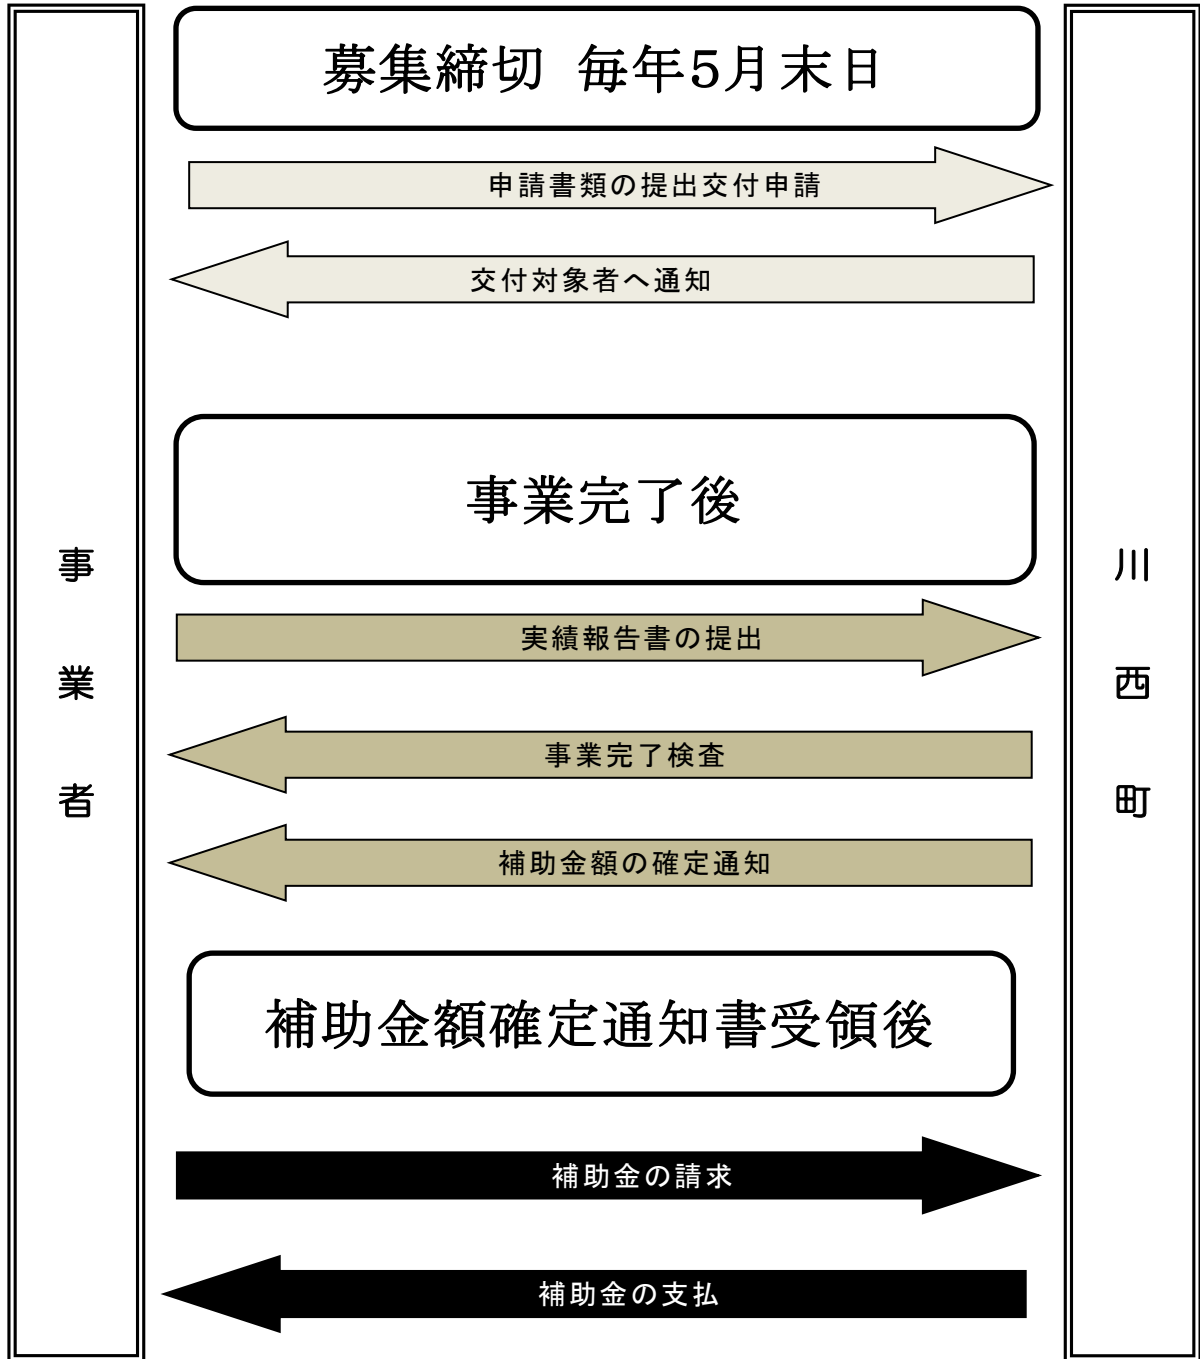 募集締切 毎年5月末日
申請書類の提出交付申請
交付対象者へ通知
事業完了後
実績報告書の提出
事業完了検査
補助金額の確定通知
補助金額確定通知書受領後
補助金の請求
補助金の支払
事業者
川西町